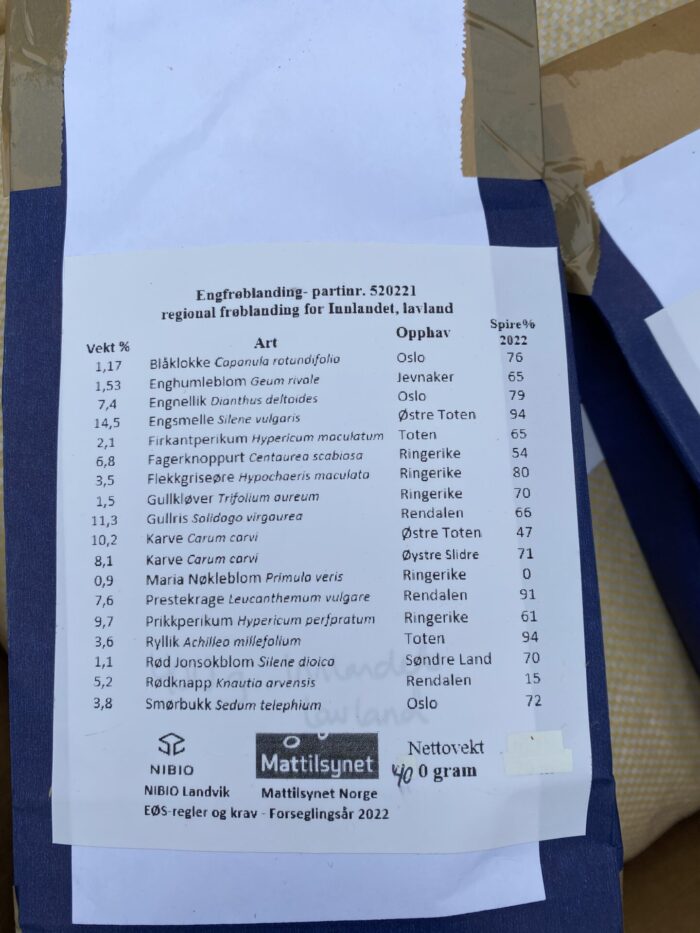 Engfrøblanding- partinr. 520221
regional frøblanding for Innlandet, lavland
Vekt % Art Opphav Spire% 2022
1,17 Blåklokke Capanula rotundifolia Oslo 76
1,53 Enghumleblom Geum rivale Jevnaker 65
7,4 Engnellik Dianthus deltoides Oslo 79
14,5 Engsmelle Silene vulgaris Østre Toten 94
2,1 Firkantperikum Hypericum maculatum Toten 65
6,8 Fagerknoppurt Centaurea scabiosa Ringerike 54
3,5 Flekkgriseøre Hypochaeris maculata Ringerike 80
1,5 Gullkløver Trifolium aureum Ringerike 70
11,3 Gullris Solidago virgaurea Rendalen 66
10,2 Karve Carum carvi Østre Toten 47
8,1 Karve Carum carvi Øystre Slidre 71
0,9 Maria Nøkleblom Primula veris Ringerike 0
7,6 Prestekrage Leucanthemum vulgare Rendalen 91
9,7 Prikkperikum Hypericum perfpratum Ringerike 61
3,6 Ryllik Achillea millefolium Toten 94
1,1 Rød Jonsokblom Silene dioica Søndre Land 70
5,2 Rødknapp Knautia arvensis Rendalen 15
3,8 Smørbukk Sedum telephium Oslo 72
Innlandet
lavland
NIBIO Mattilsynet Nettovekt
400 gram
NIBIO Landvik Mattilsynet Norge
EØS-regler og krav - Forseglingsår 2022